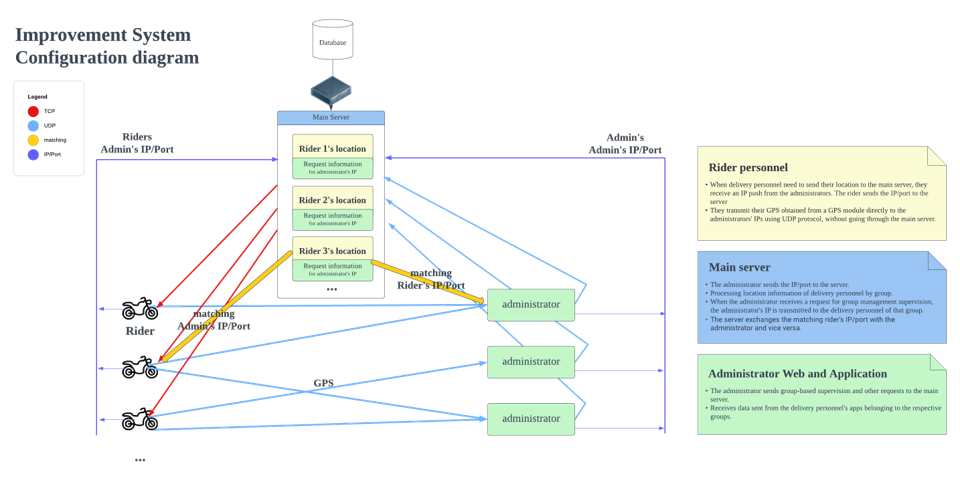 Improvement System
Configuration diagram
Database
Legend
TCP
UDP
matching
IP/Port
Main Server
Riders
Admin's IP/Port
Admin's
Admin's IP/Port
Rider 1's location
Request information
for administrator's IP
Rider 2's location
Request information
for administrator's IP
Rider 3's location
Request information
for administrator's IP
...
matching
Rider's IP/Port
matching
Admin's IP/Port
Rider
GPS
administrator
administrator
administrator
...
Rider personnel
• When delivery personnel need to send their location to the main server, they
receive an IP push from the administrators. The rider sends the IP/port to the
server
• They transmit their GPS obtained from a GPS module directly to the
administrators' IPs using UDP protocol, without going through the main server.
Main server
• The administrator sends the IP/port to the server.
• Processing location information of delivery personnel by group.
• When the administrator receives a request for group management supervision,
the administrator's IP is transmitted to the delivery personnel of that group.
• The server exchanges the matching rider's IP/port with the
administrator and vice versa.
Administrator Web and Application
• The administrator sends group-based supervision and other requests to the main
server.
• Receives data sent from the delivery personnel's apps belonging to the respective
groups.